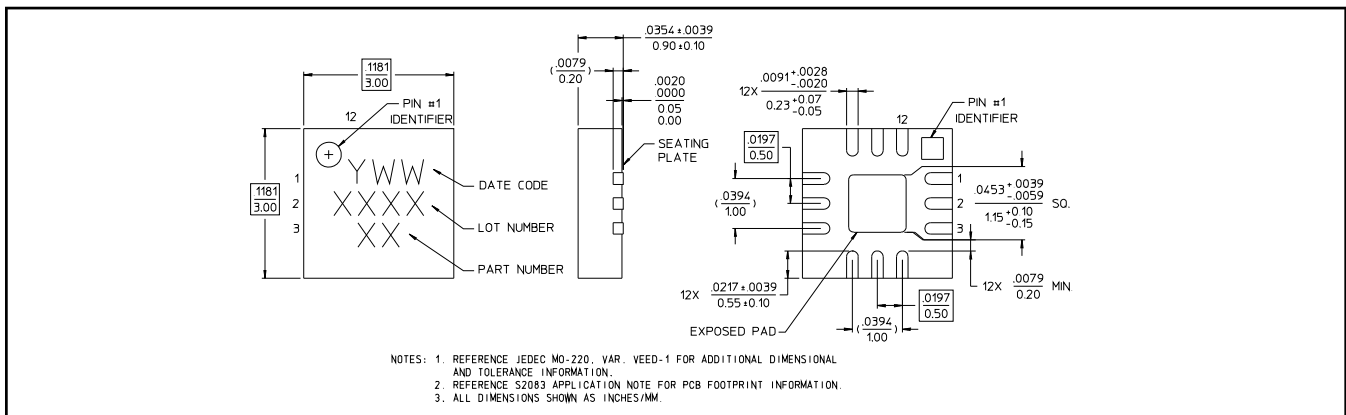 .1181
3.00
12
PIN #1
IDENTIFIER
.1181
3.00
1
2
3
YWW
XXXX
XX
DATE CODE
LOT NUMBER
PART NUMBER
.0354 ±.0039
0.90 ±0.10
(.0079
0.20)
.0020
.0000
0.05
0.00
SEATING
PLATE
12X .0091 +.0028
-.0020
0.23 +0.07
-0.05
12
PIN #1
IDENTIFIER
.0197
0.50
(.0394
1.00)
1
2
3
.0453 +.0039
-.0059
1.15 +0.10
-0.15
SQ.
12X .0217 ±.0039
0.55 ±0.10
12X .0079
0.20 MIN
.0197
0.50
EXPOSED PAD
(.0394
1.00)
NOTES: 1. REFERENCE JEDEC MO-220, VAR. VEED-1 FOR ADDITIONAL DIMENSIONAL
AND TOLERANCE INFORMATION.
2. REFERENCE S2083 APPLICATION NOTE FOR PCB FOOTPRINT INFORMATION.
3. ALL DIMENSIONS SHOWN AS INCHES/MM.